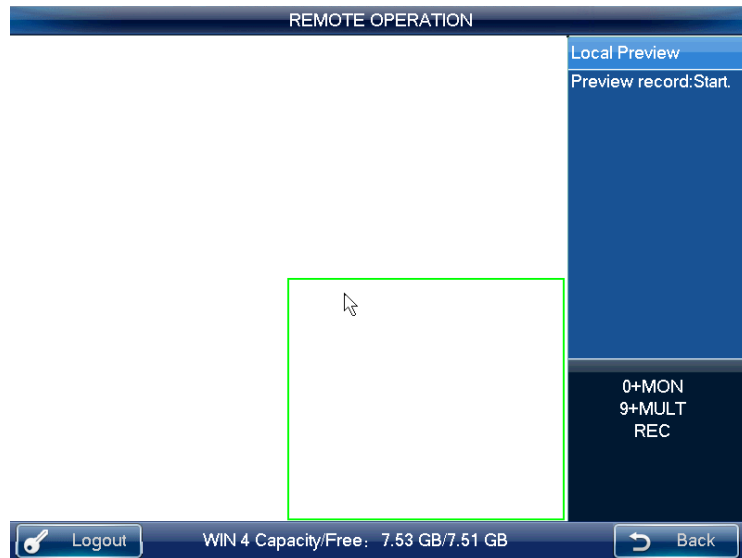 REMOTE OPERATION
Local Preview
Preview record:Start.
0+MON
9+MULT
REC
Logout
WIN 4 Capacity/Free： 7.53 GB/7.51 GB
Back